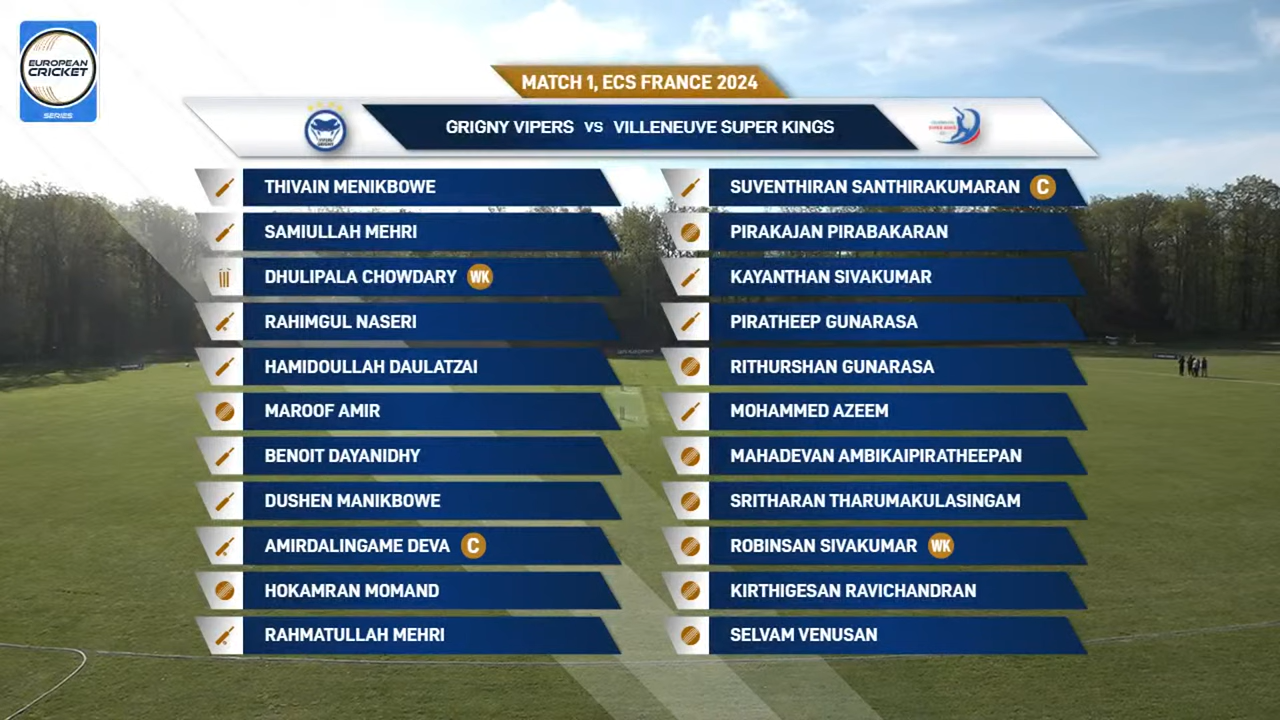 EUROPEAN
CRICKET
SERIES
MATCH 1, ECS FRANCE 2024
GRIGNY VIPERS VS VILLENEUVE SUPER KINGS
THIVAIN MENIKBOWE
SAMIULLAH MEHRI
DHULIPALA CHOWDARY WK
RAHIMGUL NASERI
HAMIDOULLAH DAULATZAI
MAROOF AMIR
BENOIT DAYANIDHY
DUSHEN MANIKBOWE
AMIRDALINGAME DEVA C
HOKAMRAN MOMAND
RAHMATULLAH MEHRI
SUVENTHIRAN SANTHIRAKUMARAN C
PIRAKAJAN PIRABAKARAN
KAYANTHAN SIVAKUMAR
PIRATHEEP GUNARASA
RITHURSHAN GUNARASA
MOHAMMED AZEEM
MAHADEVAN AMBIKAIPIRATHEEPAN
SRITHARAN THARUMAKULASINGAM
ROBINSAN SIVAKUMAR WK
KIRTHIGESAN RAVICHANDRAN
SELVAM VENUSAN